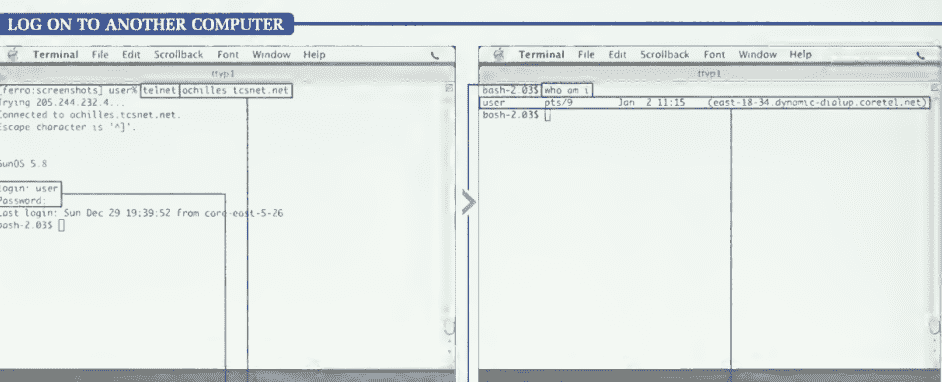 LOG ON TO ANOTHER COMPUTER
Terminal File Edit Scrollback Font Window Help
ttyp1
[ferro:screenshots] user% telnet achilles.tcsnet.net
Trying 205.244.232.4...
Connected to achilles.tcsnet.net.
Escape character is '^]'.
SunOS 5.8
login: user
Password:
Last login: Sun Dec 29 19:39:52 from core-east-5-26
bash-2.03$
Terminal File Edit Scrollback Font Window Help
ttyp1
bash-2.03$ who am i
user pts/9 Jan 2 11:15 (east-18-34.dynamic-dialup.coretel.net)
bash-2.03$